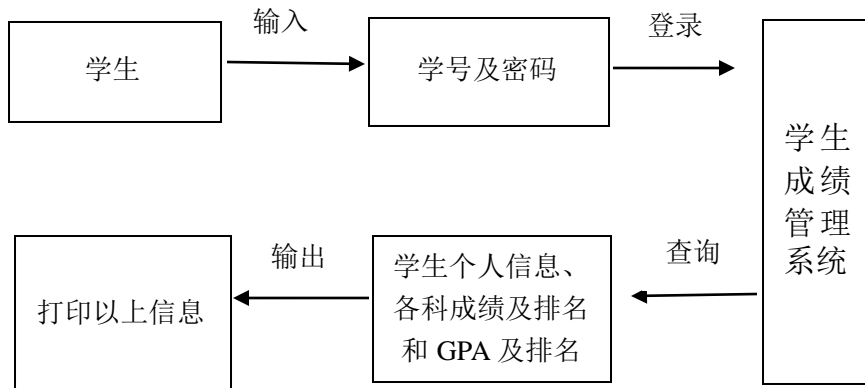 输入
登录
学生
学号及密码
学生
成绩
管理
系统
查询
学生个人信息、
各科成绩及排名
和 GPA 及排名
输出
打印以上信息